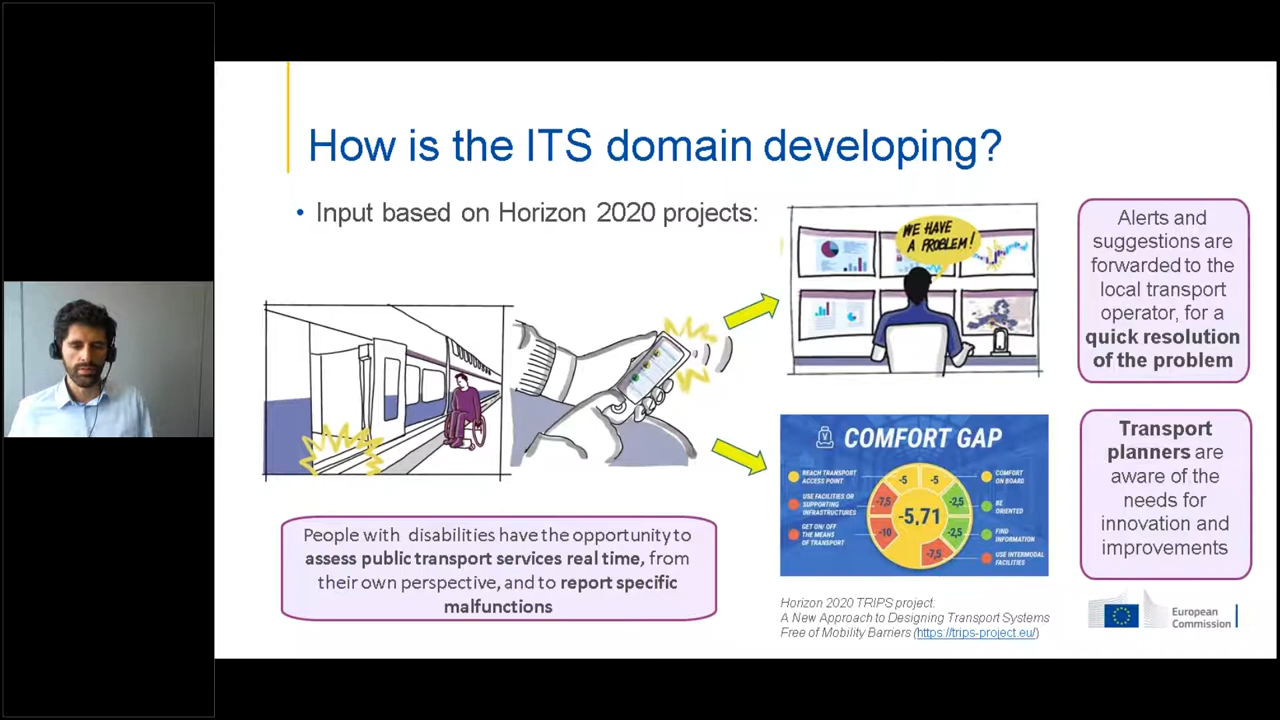 How is the ITS domain developing?
• Input based on Horizon 2020 projects:
WE HAVE
A PROBLEM!
Alerts and
suggestions are
forwarded to the
local transport
operator, for a
quick resolution
of the problem
COMFORT GAP
REACH TRANSPORT
ACCESS POINT
USE FACILITIES OR
SUPPORTING
INFRASTRUCTURES
GET ON/ OFF
THE MEANS
OF TRANSPORT
-5
-5
-7,5
-2,5
-5,71
-10
-2,5
-7,5
COMFORT
ON BOARD
BE
ORIENTED
FIND
INFORMATION
USE INTERMODAL
FACILITIES
Transport
planners are
aware of the
needs for
innovation and
improvements
People with disabilities have the opportunity to
assess public transport services real time, from
their own perspective, and to report specific
malfunctions
Horizon 2020 TRIPS project:
A New Approach to Designing Transport Systems
Free of Mobility Barriers (https://trips-project.eu/)
European
Commission